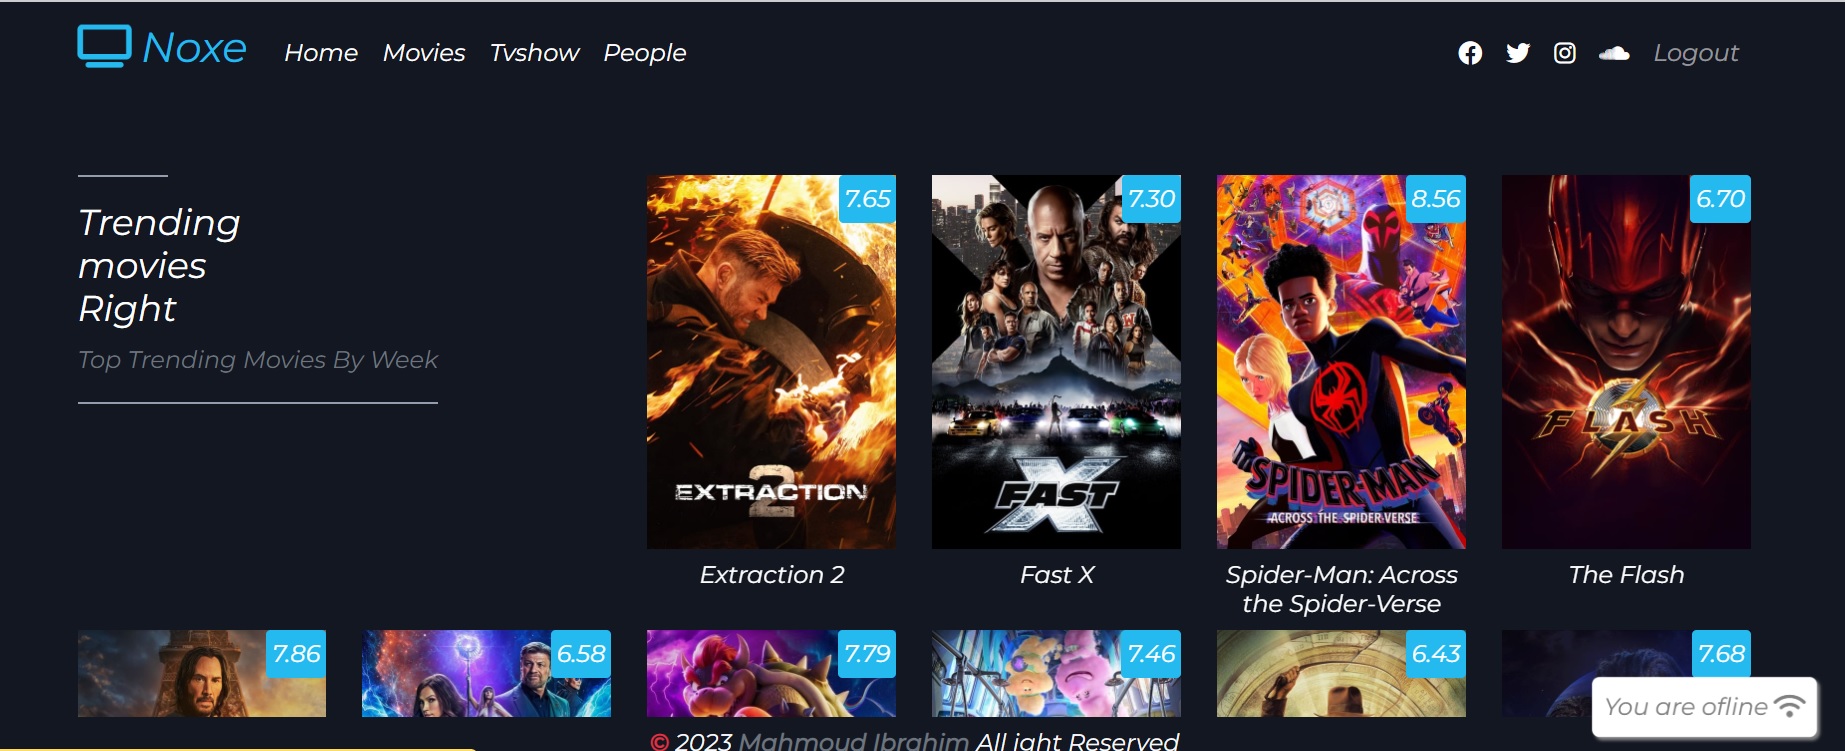 Noxe Home Movies Tvshow People Logout
Trending
movies
Right
Top Trending Movies By Week
7.65
EXTRACTION 2
Extraction 2
7.30
FAST X
Fast X
8.56
SPIDER-MAN
ACROSS THE SPIDER-VERSE
Spider-Man: Across
the Spider-Verse
6.70
FLASH
The Flash
7.86
6.58
7.79
7.46
6.43
7.68
You are ofline
© 2023 Mahmoud Ibrahim All ight Reserved